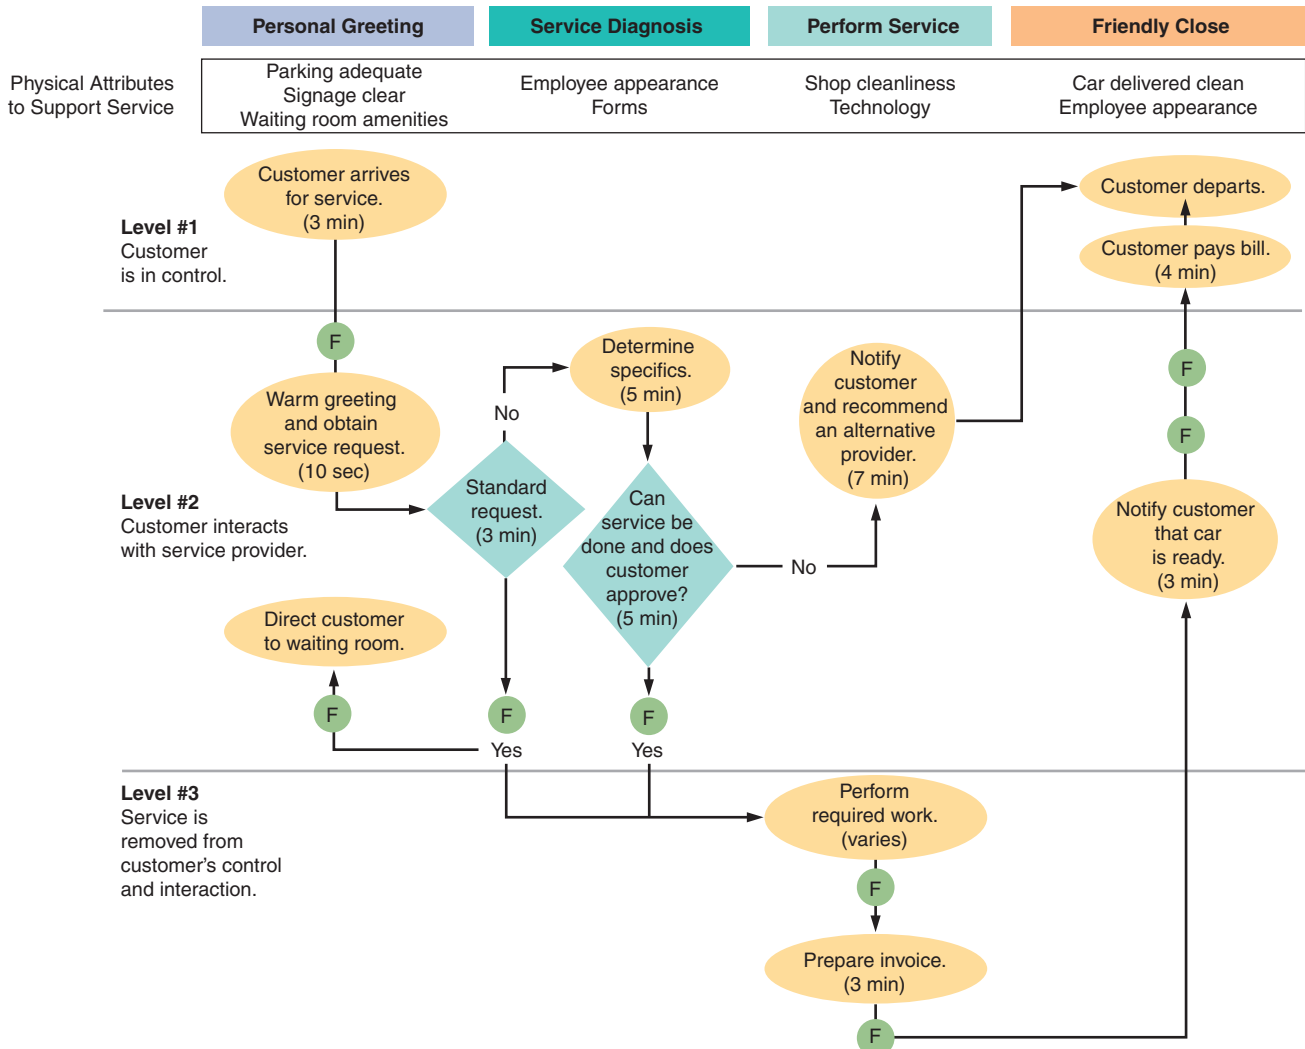 Personal Greeting
Service Diagnosis
Perform Service
Friendly Close
Physical Attributes
to Support Service
Parking adequate
Signage clear
Waiting room amenities
Employee appearance
Forms
Shop cleanliness
Technology
Car delivered clean
Employee appearance
Level #1
Customer
is in control.
Customer arrives
for service.
(3 min)
Customer departs.
Customer pays bill.
(4 min)
F
Warm greeting
and obtain
service request.
(10 sec)
No
Determine
specifics.
(5 min)
Notify
customer
and recommend
an alternative
provider.
(7 min)
F
F
Level #2
Customer interacts
with service provider.
Standard
request.
(3 min)
Can
service be
done and does
customer
approve?
(5 min)
No
Notify customer
that car
is ready.
(3 min)
Direct customer
to waiting room.
F
F
F
Yes
Yes
Level #3
Service is
removed from
customer's control
and interaction.
Perform
required work.
(varies)
F
Prepare invoice.
(3 min)
F